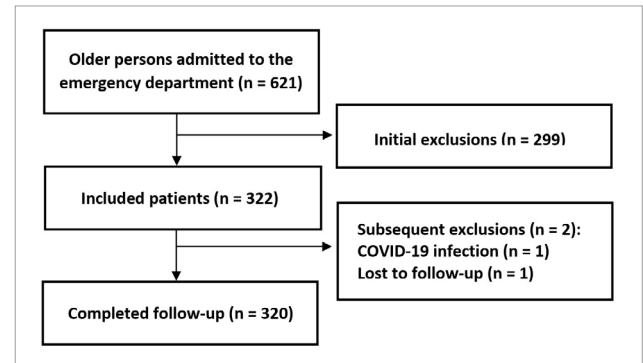 Older persons admitted to the
emergency department (n = 621)
Initial exclusions (n = 299)
Included patients (n = 322)
Subsequent exclusions (n = 2):
COVID-19 infection (n = 1)
Lost to follow-up (n = 1)
Completed follow-up (n = 320)